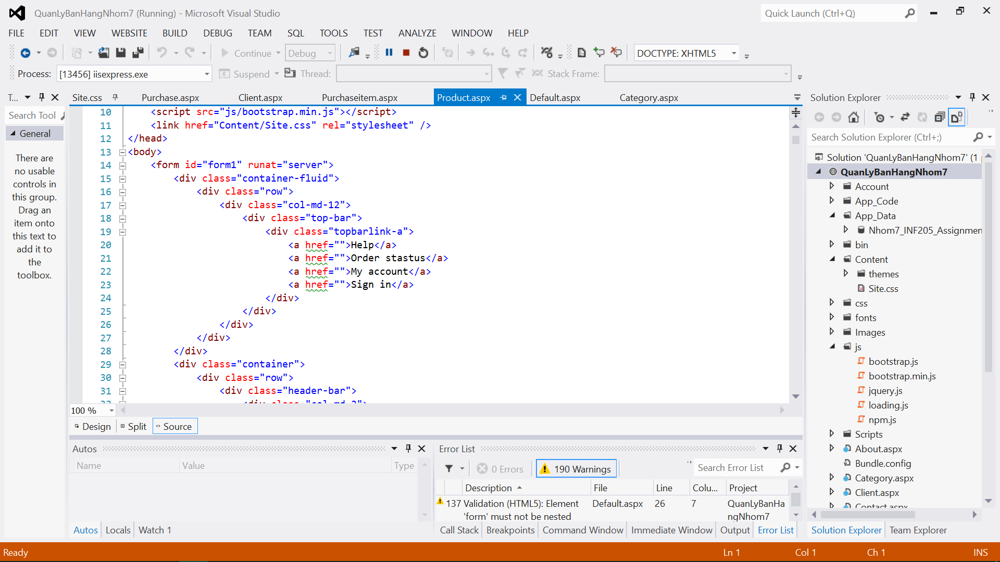 QuanLyBanHangNhom7 (Running) - Microsoft Visual Studio
Quick Launch (Ctrl+Q)
FILE EDIT VIEW WEBSITE BUILD DEBUG TEAM SQL TOOLS TEST ANALYZE WINDOW HELP
Continue Debug DOCTYPE: XHTML5
Process: [13456] iisexpress.exe Suspend Thread: Stack Frame:
T...
Search Tool
General
There are
no usable
controls in
this group.
Drag an
item onto
this text to
add it to
the
toolbox.
Site.css Purchase.aspx Client.aspx Purchaseitem.aspx Product.aspx Default.aspx Category.aspx
10 <script src="js/bootstrap.min.js"></script>
11 <link href="Content/Site.css" rel="stylesheet" />
12 </head>
13 <body>
14 <form id="form1" runat="server">
15 <div class="container-fluid">
16 <div class="row">
17 <div class="col-md-12">
18 <div class="top-bar">
19 <div class="topbarlink-a">
20 <a href="">Help</a>
21 <a href="">Order stastus</a>
22 <a href="">My account</a>
23 <a href="">Sign in</a>
24 </div>
25 </div>
26 </div>
27 </div>
28 </div>
29 <div class="container">
30 <div class="row">
31 <div class="header-bar">
32 <div class="col-md-2">
100 %
Design Split Source
Autos
Name Value Type
Autos Locals Watch 1
Error List
0 Errors 190 Warnings Search Error List
Description File Line Colu... Project
137 Validation (HTML5): Element Default.aspx 26 7 QuanLyBanHa
'form' must not be nested ngNhom7
Call Stack Breakpoints Command Window Immediate Window Output Error List
Solution Explorer
Search Solution Explorer (Ctrl+;)
Solution 'QuanLyBanHangNhom7' (1
QuanLyBanHangNhom7
Account
App_Code
App_Data
Nhom7_INF205_Assignmen
bin
Content
themes
Site.css
css
fonts
Images
js
bootstrap.js
bootstrap.min.js
jquery.js
loading.js
npm.js
Scripts
About.aspx
Bundle.config
Category.aspx
Client.aspx
Contact.aspx
Solution Explorer Team Explorer
Ready Ln 1 Col 1 Ch 1 INS